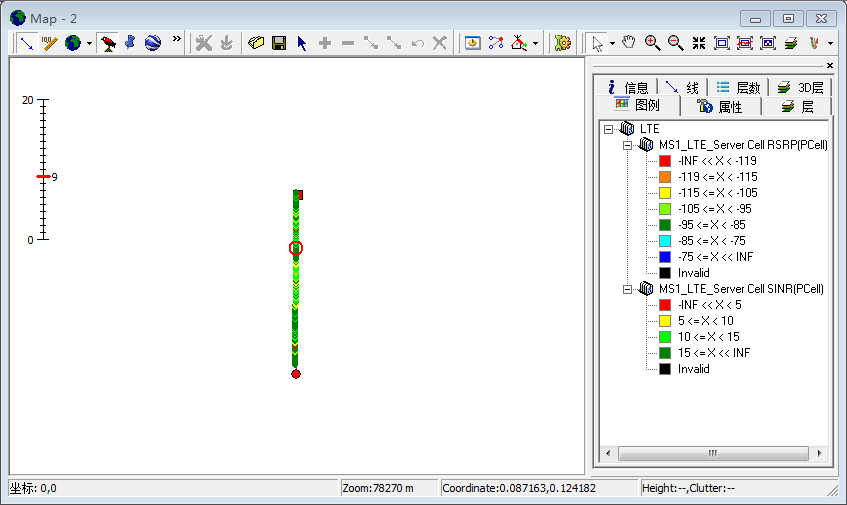 Map - 2
100
»
20
9
0
信息
线
层数
3D层
图例
属性
层
LTE
MS1_LTE_Server Cell RSRP(PCell)
-INF << X < -119
-119 <= X < -115
-115 <= X < -105
-105 <= X < -95
-95 <= X < -85
-85 <= X < -75
-75 <= X << INF
Invalid
MS1_LTE_Server Cell SINR(PCell)
-INF << X < 5
5 <= X < 10
10 <= X < 15
15 <= X << INF
Invalid
坐标: 0,0
Zoom:78270 m
Coordinate:0.087163,0.124182
Height:--,Clutter:--